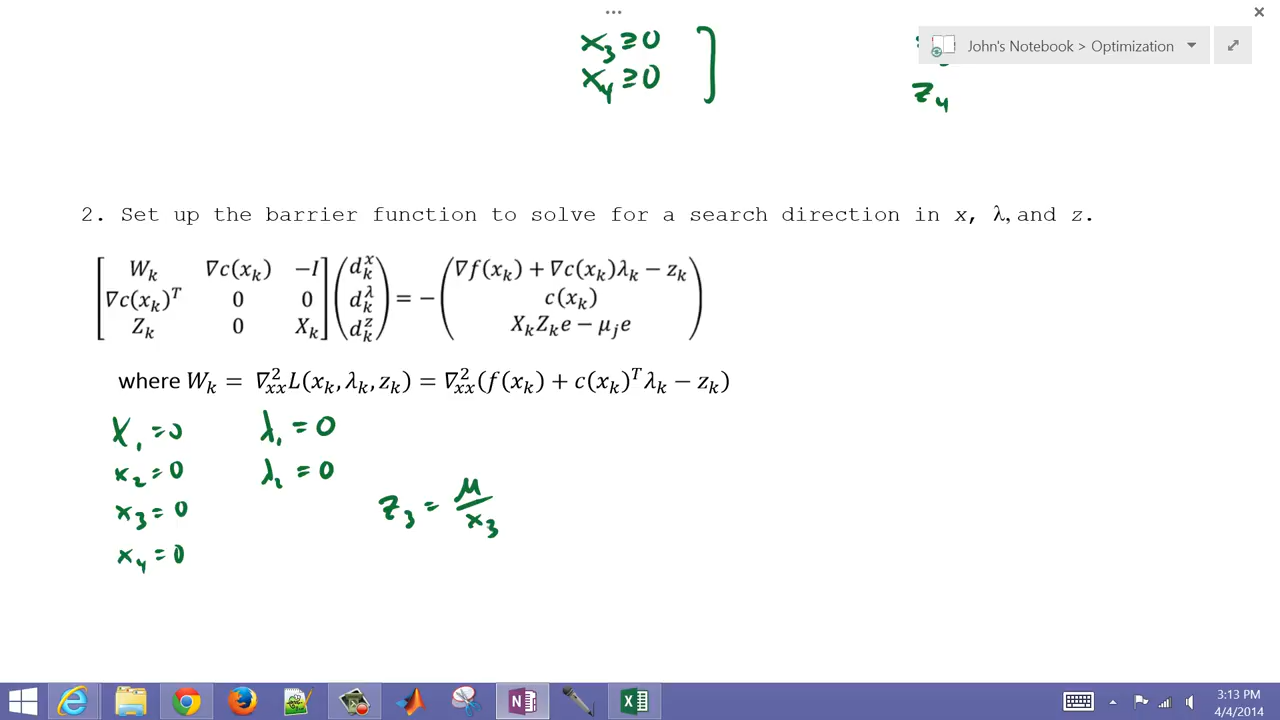 x₃ ≥ 0
x₄ ≥ 0
John's Notebook > Optimization
z₄
2. Set up the barrier function to solve for a search direction in x, λ, and z.
[ W_k ∇c(x_k) −I ; ∇c(x_k)^T 0 0 ; Z_k 0 X_k ] ( d_k^x ; d_k^λ ; d_k^z ) = − ( ∇f(x_k) + ∇c(x_k)λ_k − z_k ; c(x_k) ; X_k Z_k e − μ_j e )
where W_k = ∇²_xx L(x_k, λ_k, z_k) = ∇²_xx (f(x_k) + c(x_k)^T λ_k − z_k)
x₁ = 0 λ₁ = 0
x₂ = 0 λ₂ = 0
x₃ = 0 z₃ = μ/x₃
x₄ = 0
3:13 PM
4/4/2014